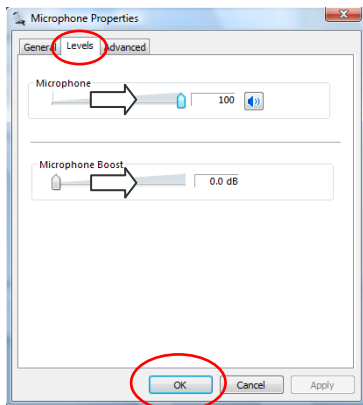 Microphone Properties
General Levels Advanced
Microphone
100
Microphone Boost
0.0 dB
OK Cancel Apply